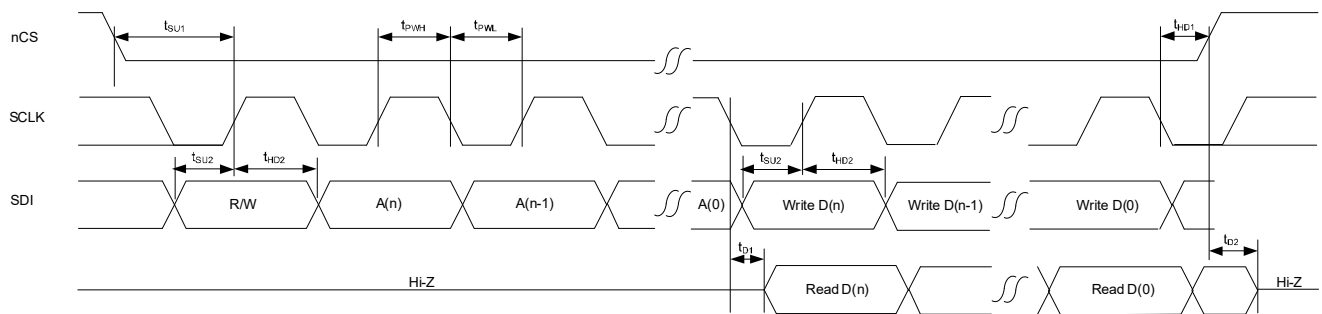 nCS tSU1 tPWH tPWL tHD1
SCLK
tSU2 tHD2 tSU2 tHD2
SDI R/W A(n) A(n-1) A(0) Write D(n) Write D(n-1) Write D(0)
tD1 tD2
Hi-Z Read D(n) Read D(0) Hi-Z